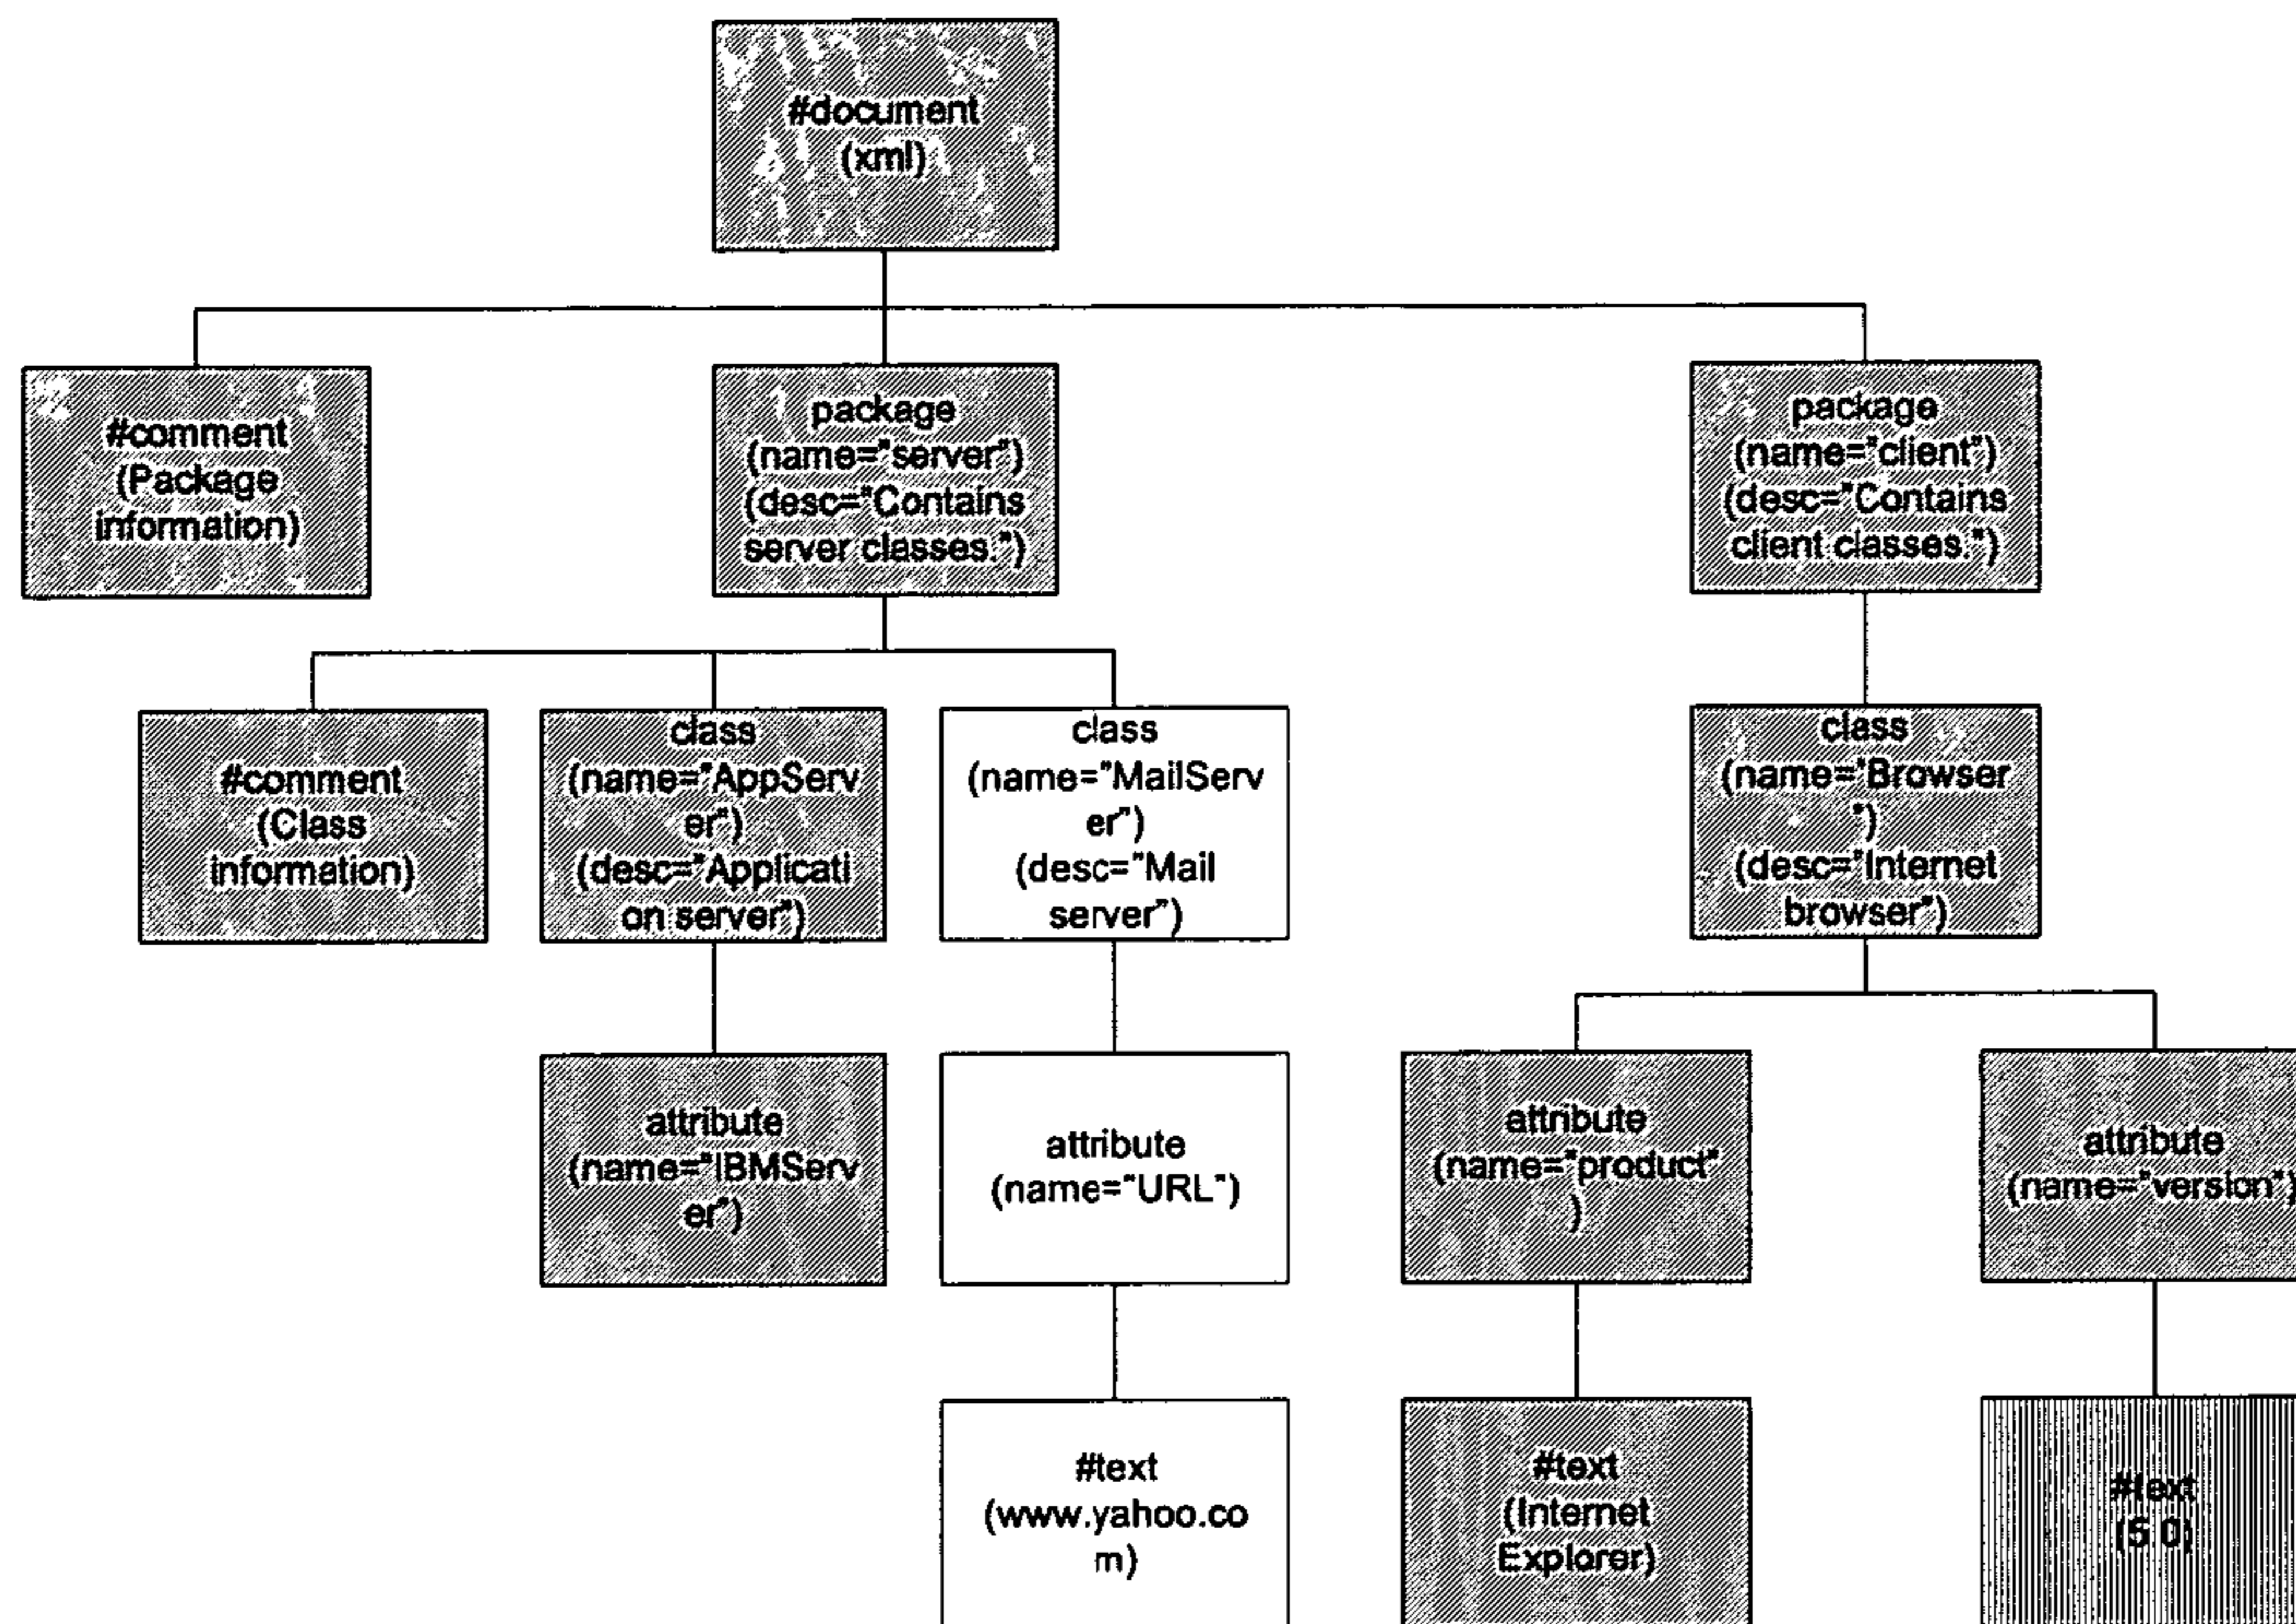 #document
(xml)
#comment
(Package
information)
package
(name="server")
(desc="Contains
server classes.")
package
(name="client")
(desc="Contains
client classes.")
#comment
(Class
information)
class
(name="AppServ
er")
(desc="Applicati
on server")
class
(name="MailServ
er")
(desc="Mail
server")
class
(name="Browser
")
(desc="Internet
browser")
attribute
(name="IBMServ
er")
attribute
(name="URL")
attribute
(name="product"
)
attribute
(name="version")
#text
(www.yahoo.co
m)
#text
(Internet
Explorer)
#text
(5.0)